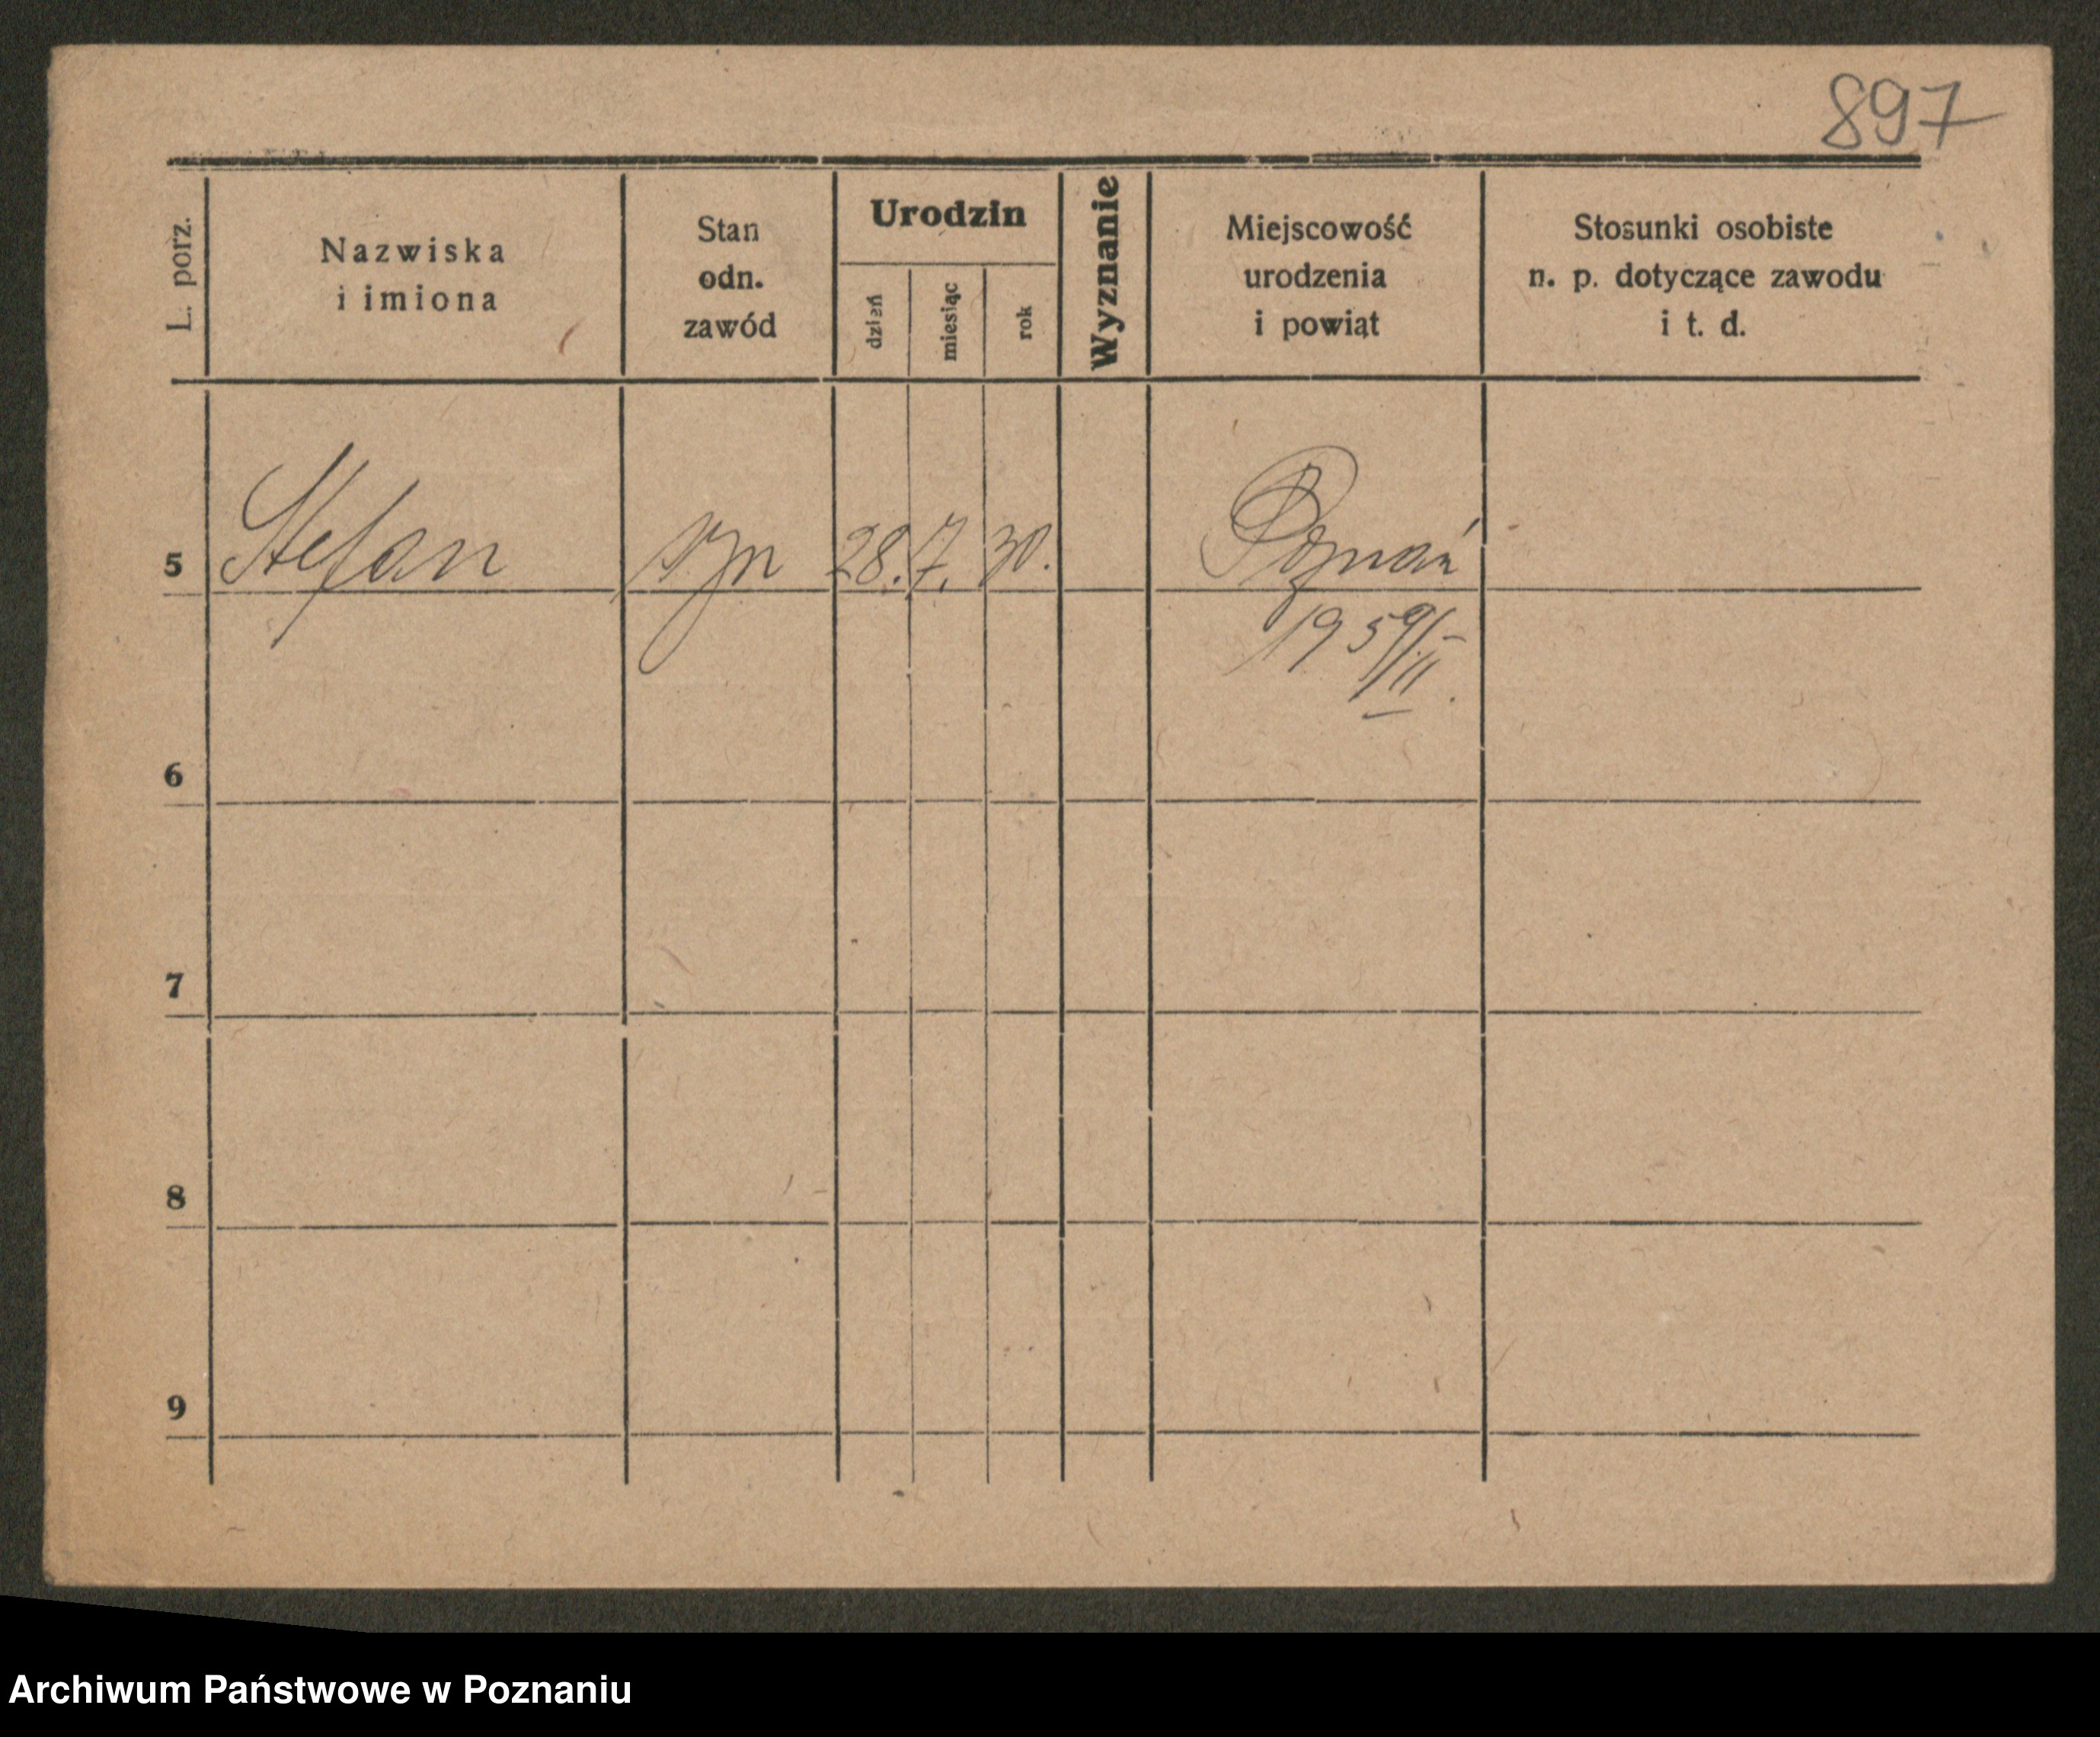 897
L. porz.
Nazwiska
i imiona
Stan
odn.
zawód
Urodzin
dzień
miesiąc
rok
Wyznanie
Miejscowość
urodzenia
i powiąt
Stosunki osobiste
n. p. dotyczące zawodu
i t. d.
5 Stefan syn 28. 7. 30. Poznań
1959/II.
6
7
8
9
Archiwum Państwowe w Poznaniu